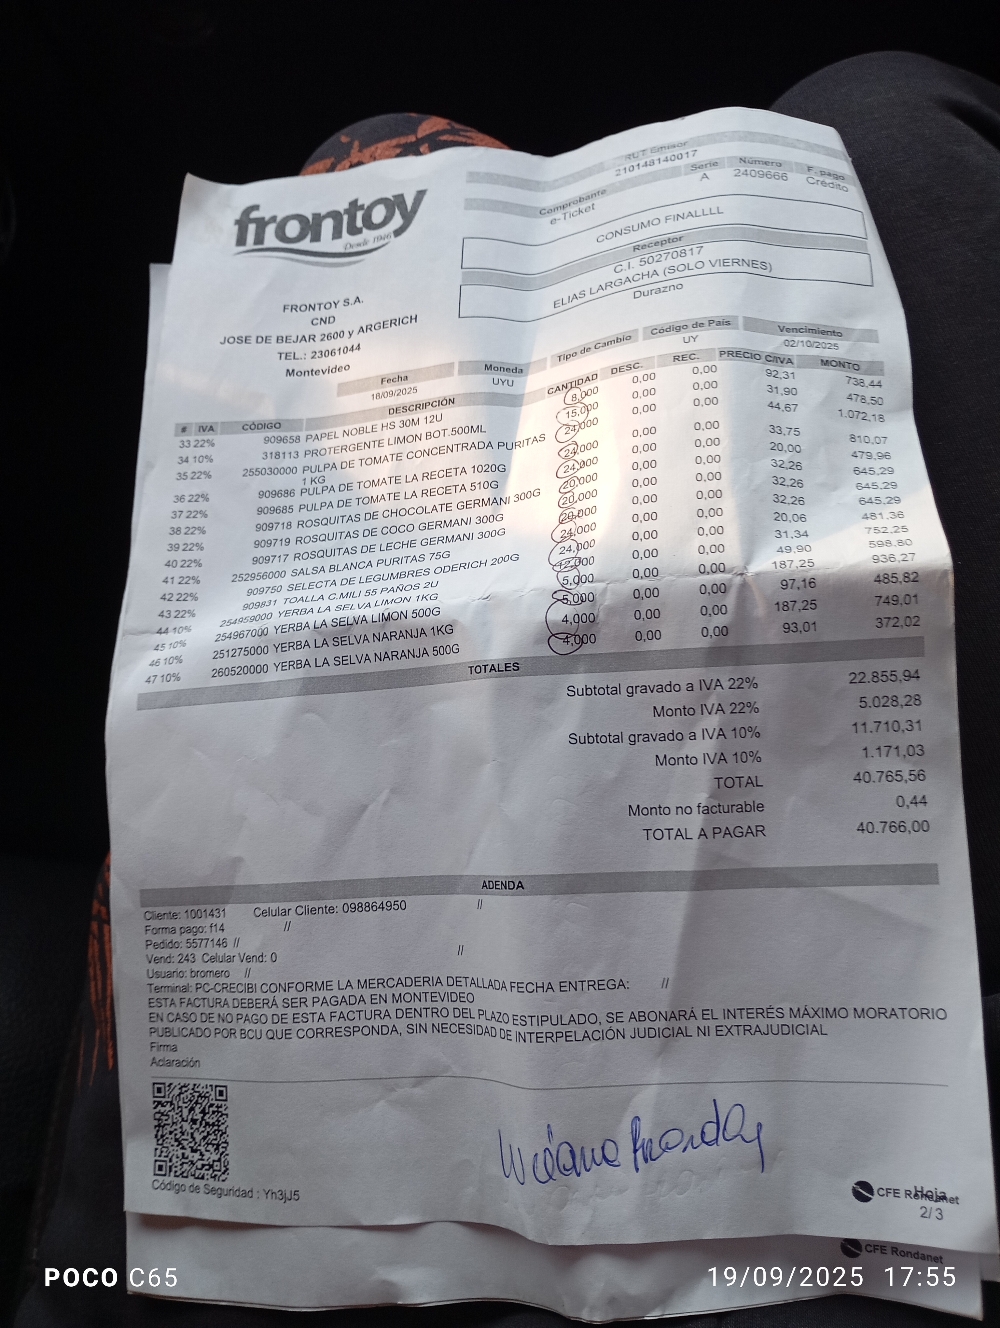 frontoy
Desde 1946
RUT Emisor
210148140017
Comprobante Serie Número F. pago
e-Ticket A 2409666 Crédito
CONSUMO FINALLLL
Receptor
C.I. 50270817
ELIAS LARGACHA (SOLO VIERNES)
Durazno
FRONTOY S.A.
CND
JOSE DE BEJAR 2600 y ARGERICH
TEL.: 23061044
Montevideo
Fecha Moneda Tipo de Cambio Código de País Vencimiento
18/09/2025 UYU UY 02/10/2025
# IVA CÓDIGO DESCRIPCIÓN CANTIDAD DESC. REC. PRECIO C/IVA MONTO
33 22% 909658 PAPEL NOBLE HS 30M 12U 8,000 0,00 0,00 92,31 738,44
34 10% 318113 PROTERGENTE LIMON BOT.500ML 15,000 0,00 0,00 31,90 478,50
35 22% 255030000 PULPA DE TOMATE CONCENTRADA PURITAS 24,000 0,00 0,00 44,67 1.072,18
1 KG
36 22% 909686 PULPA DE TOMATE LA RECETA 1020G 24,000 0,00 0,00 33,75 810,07
37 22% 909685 PULPA DE TOMATE LA RECETA 510G 24,000 0,00 0,00 20,00 479,96
38 22% 909718 ROSQUITAS DE CHOCOLATE GERMANI 300G 20,000 0,00 0,00 32,26 645,29
39 22% 909719 ROSQUITAS DE COCO GERMANI 300G 20,000 0,00 0,00 32,26 645,29
40 22% 909717 ROSQUITAS DE LECHE GERMANI 300G 20,000 0,00 0,00 32,26 645,29
41 22% 252956000 SALSA BLANCA PURITAS 75G 24,000 0,00 0,00 20,06 481,36
42 22% 909750 SELECTA DE LEGUMBRES ODERICH 200G 24,000 0,00 0,00 31,34 752,25
43 22% 909831 TOALLA C.MILI 55 PAÑOS 2U 12,000 0,00 0,00 49,90 598,80
44 10% 254959000 YERBA LA SELVA LIMON 1KG 5,000 0,00 0,00 187,25 936,27
45 10% 254967000 YERBA LA SELVA LIMON 500G 5,000 0,00 0,00 97,16 485,82
46 10% 251275000 YERBA LA SELVA NARANJA 1KG 4,000 0,00 0,00 187,25 749,01
47 10% 260520000 YERBA LA SELVA NARANJA 500G 4,000 0,00 0,00 93,01 372,02
TOTALES
Subtotal gravado a IVA 22% 22.855,94
Monto IVA 22% 5.028,28
Subtotal gravado a IVA 10% 11.710,31
Monto IVA 10% 1.171,03
TOTAL 40.765,56
Monto no facturable 0,44
TOTAL A PAGAR 40.766,00
ADENDA
Cliente: 1001431 Celular Cliente: 098864950 //
Forma pago: f14 //
Pedido: 5577146 //
Vend: 243 Celular Vend: 0 //
Usuario: bromero //
Terminal: PC-CRECIBI CONFORME LA MERCADERIA DETALLADA FECHA ENTREGA: //
ESTA FACTURA DEBERÁ SER PAGADA EN MONTEVIDEO
EN CASO DE NO PAGO DE ESTA FACTURA DENTRO DEL PLAZO ESTIPULADO, SE ABONARÁ EL INTERÉS MÁXIMO MORATORIO
PUBLICADO POR BCU QUE CORRESPONDA, SIN NECESIDAD DE INTERPELACIÓN JUDICIAL NI EXTRAJUDICIAL
Firma
Aclaración
Código de Seguridad : Yh3jJ5
CFE Rondanet
Hoja
2/3
CFE Rondanet
POCO C65
19/09/2025 17:55